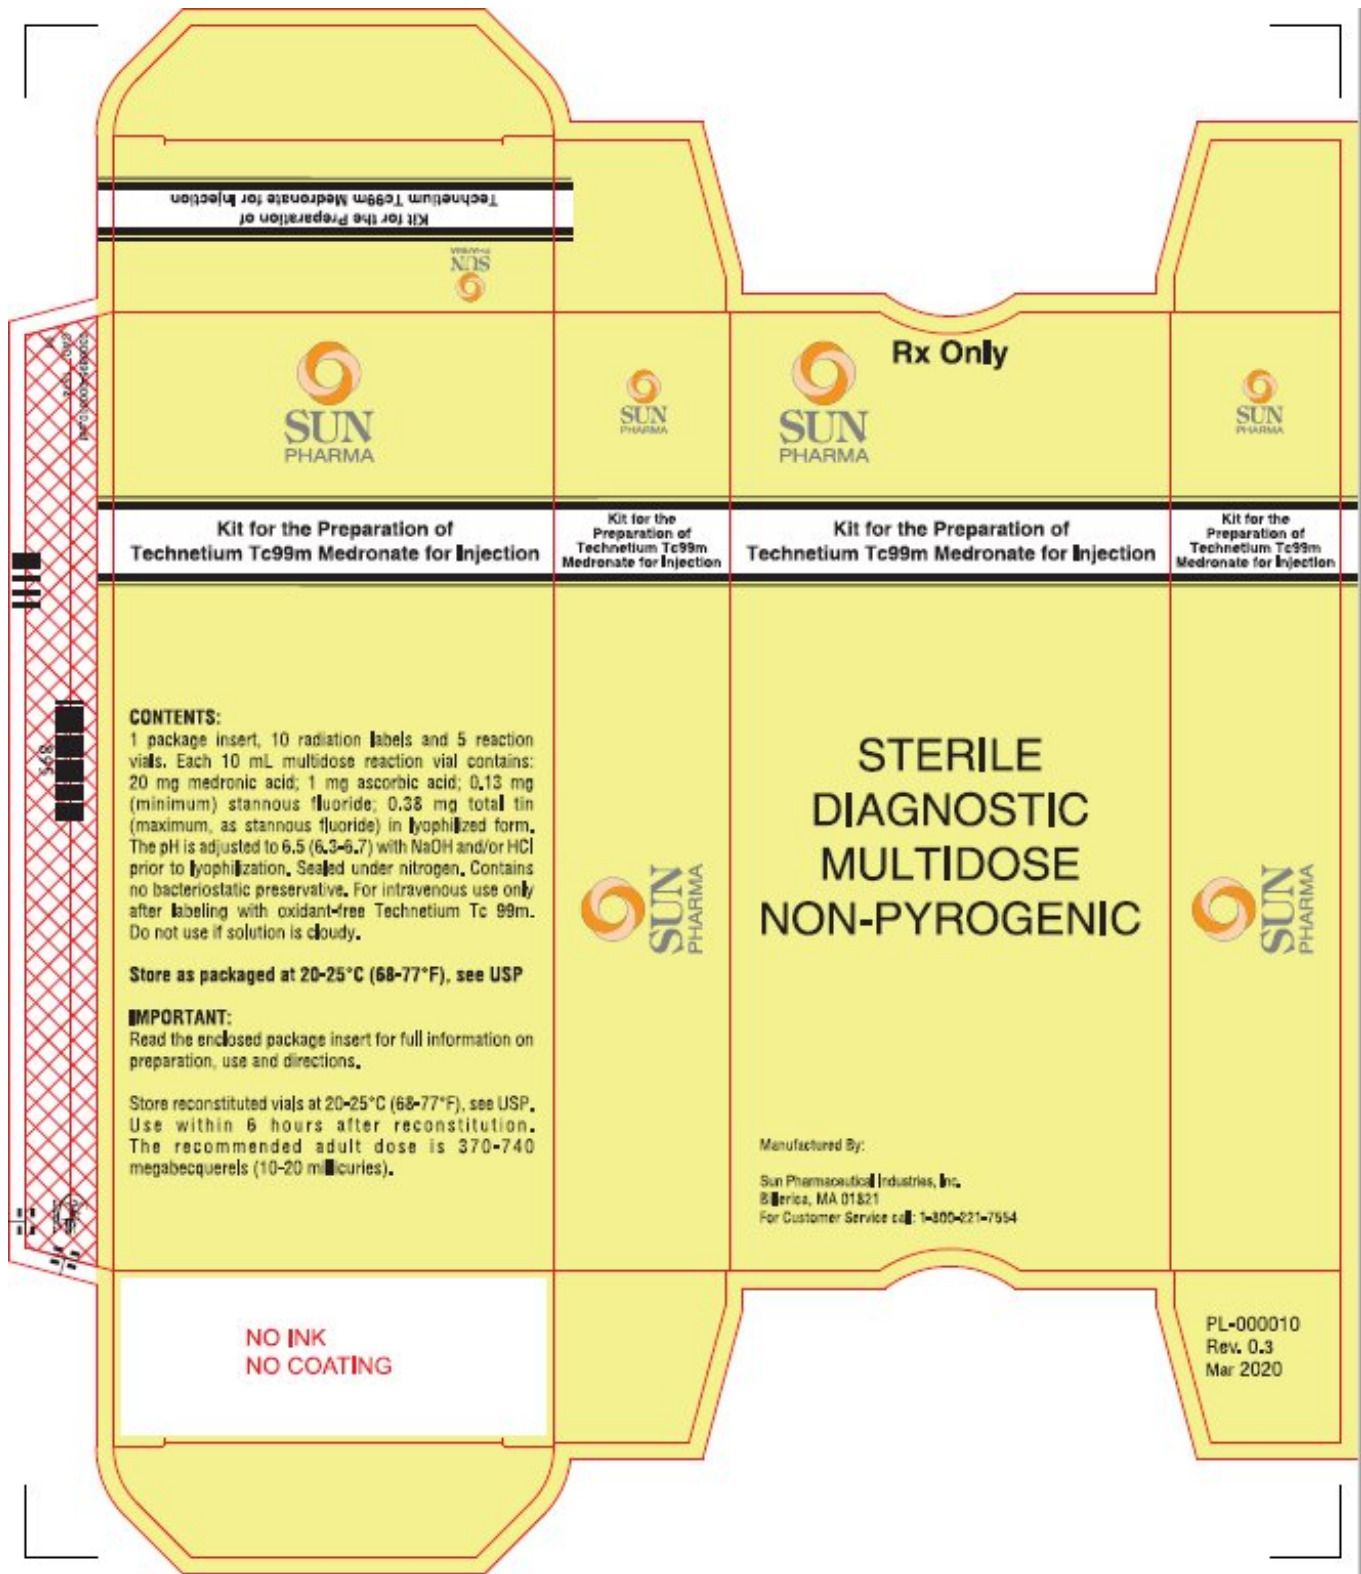 Kit for the Preparation of
Technetium Tc99m Medronate for Injection
SUN
PHARMA
SUN
PHARMA
SUN
PHARMA
SUN
PHARMA
Rx Only
SUN
PHARMA
Kit for the Preparation of
Technetium Tc99m Medronate for Injection
Kit for the
Preparation of
Technetium Tc99m
Medronate for Injection
Kit for the Preparation of
Technetium Tc99m Medronate for Injection
Kit for the
Preparation of
Technetium Tc99m
Medronate for Injection
CONTENTS:
1 package insert, 10 radiation labels and 5 reaction
vials. Each 10 mL multidose reaction vial contains:
20 mg medronic acid; 1 mg ascorbic acid; 0.13 mg
(minimum) stannous fluoride; 0.38 mg total tin
(maximum, as stannous fluoride) in lyophilized form.
The pH is adjusted to 6.5 (6.3-6.7) with NaOH and/or HCl
prior to lyophilization. Sealed under nitrogen. Contains
no bacteriostatic preservative. For intravenous use only
after labeling with oxidant-free Technetium Tc 99m.
Do not use if solution is cloudy.
Store as packaged at 20-25°C (68-77°F), see USP
IMPORTANT:
Read the enclosed package insert for full information on
preparation, use and directions.
Store reconstituted vials at 20-25°C (68-77°F), see USP.
Use within 6 hours after reconstitution.
The recommended adult dose is 370-740
megabecquerels (10-20 millicuries).
895
SUN
PHARMA
STERILE
DIAGNOSTIC
MULTIDOSE
NON-PYROGENIC
Manufactured By:
Sun Pharmaceutical Industries, Inc.
Billerica, MA 01821
For Customer Service call: 1-800-221-7554
SUN
PHARMA
NO INK
NO COATING
PL-000010
Rev. 0.3
Mar 2020